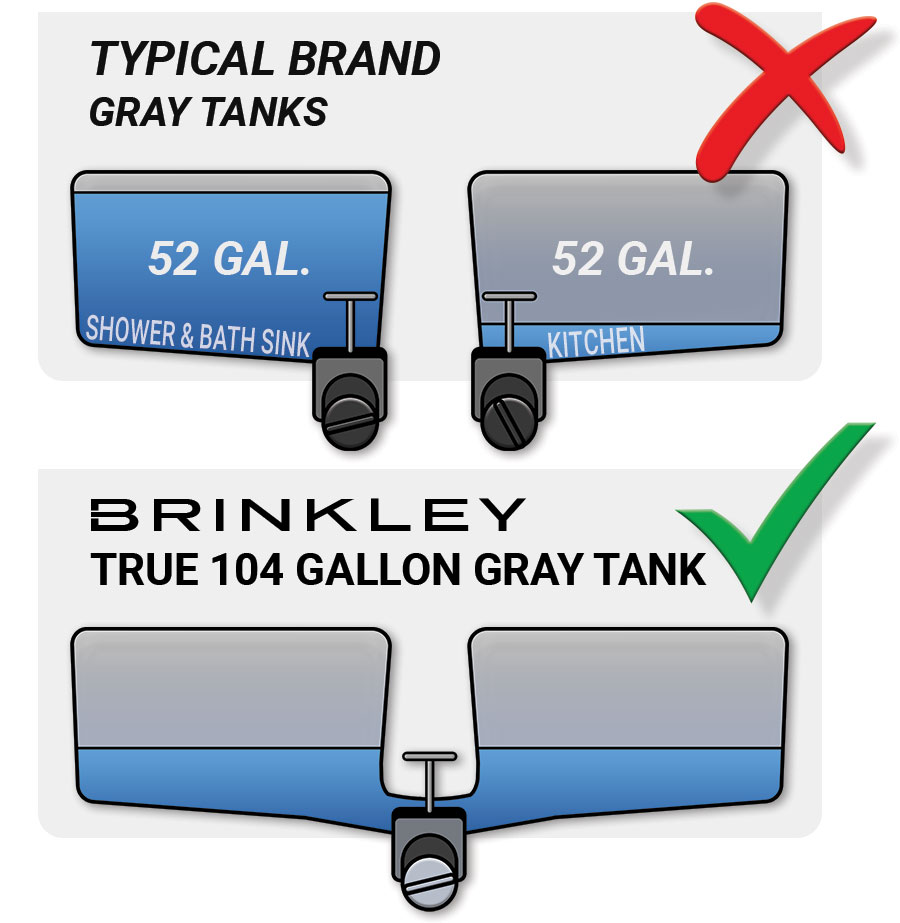 TYPICAL BRAND
GRAY TANKS
52 GAL.
SHOWER & BATH SINK
52 GAL.
KITCHEN
BRINKLEY
TRUE 104 GALLON GRAY TANK